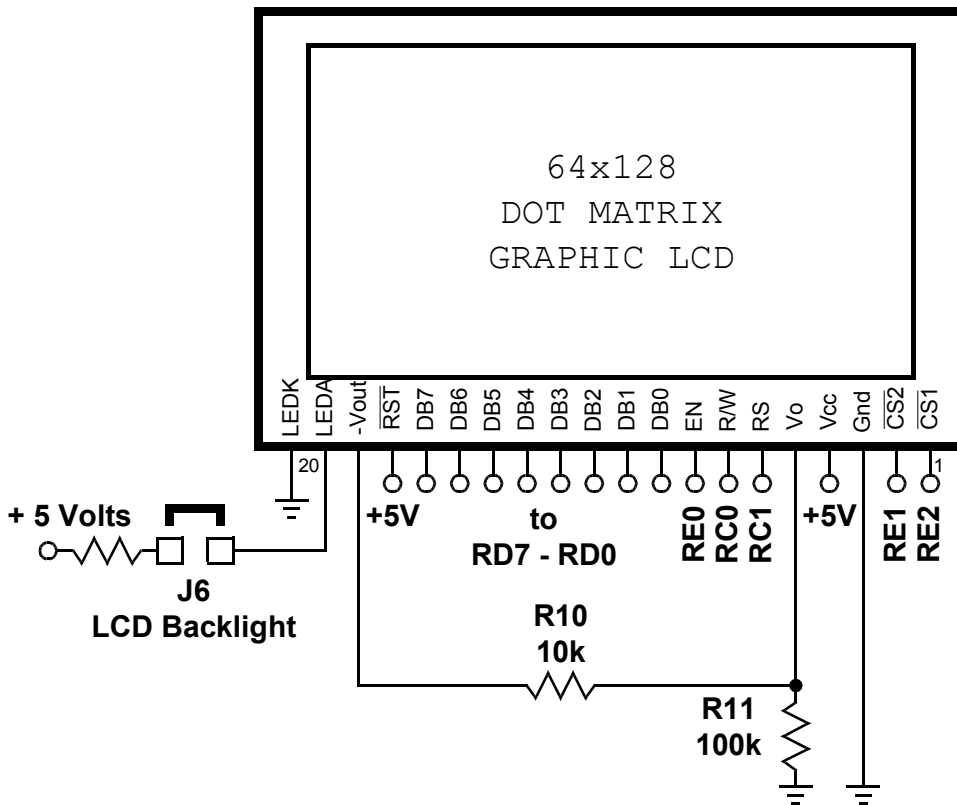 64x128
DOT MATRIX
GRAPHIC LCD
LEDK
LEDA
-Vout
RST
DB7
DB6
DB5
DB4
DB3
DB2
DB1
DB0
EN
R/W
RS
Vo
Vcc
Gnd
CS2
CS1
20
1
+ 5 Volts
+5V
to
RD7 - RD0
RE0
RC0
RC1
+5V
RE1
RE2
J6
LCD Backlight
R10
10k
R11
100k